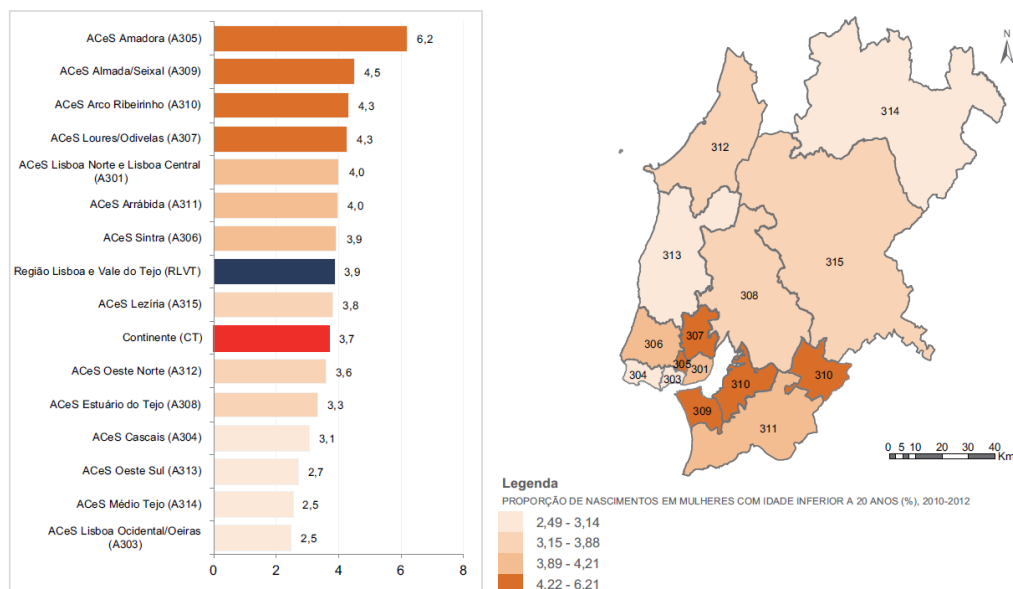 ACeS Amadora (A305)
6,2
ACeS Almada/Seixal (A309)
4,5
ACeS Arco Ribeirinho (A310)
4,3
ACeS Loures/Odivelas (A307)
4,3
ACeS Lisboa Norte e Lisboa Central
(A301)
4,0
ACeS Arrábida (A311)
4,0
ACeS Sintra (A306)
3,9
Região Lisboa e Vale do Tejo (RLVT)
3,9
ACeS Lezíria (A315)
3,8
Continente (CT)
3,7
ACeS Oeste Norte (A312)
3,6
ACeS Estuário do Tejo (A308)
3,3
ACeS Cascais (A304)
3,1
ACeS Oeste Sul (A313)
2,7
ACeS Médio Tejo (A314)
2,5
ACeS Lisboa Ocidental/Oeiras
(A303)
2,5
0 2 4 6 8
N
314
312
313
315
308
307
306
305
301
304
303
310
310
309
311
0 5 10 20 30 40
Km
Legenda
PROPORÇÃO DE NASCIMENTOS EM MULHERES COM IDADE INFERIOR A 20 ANOS (%), 2010-2012
2,49 - 3,14
3,15 - 3,88
3,89 - 4,21
4,22 - 6,21